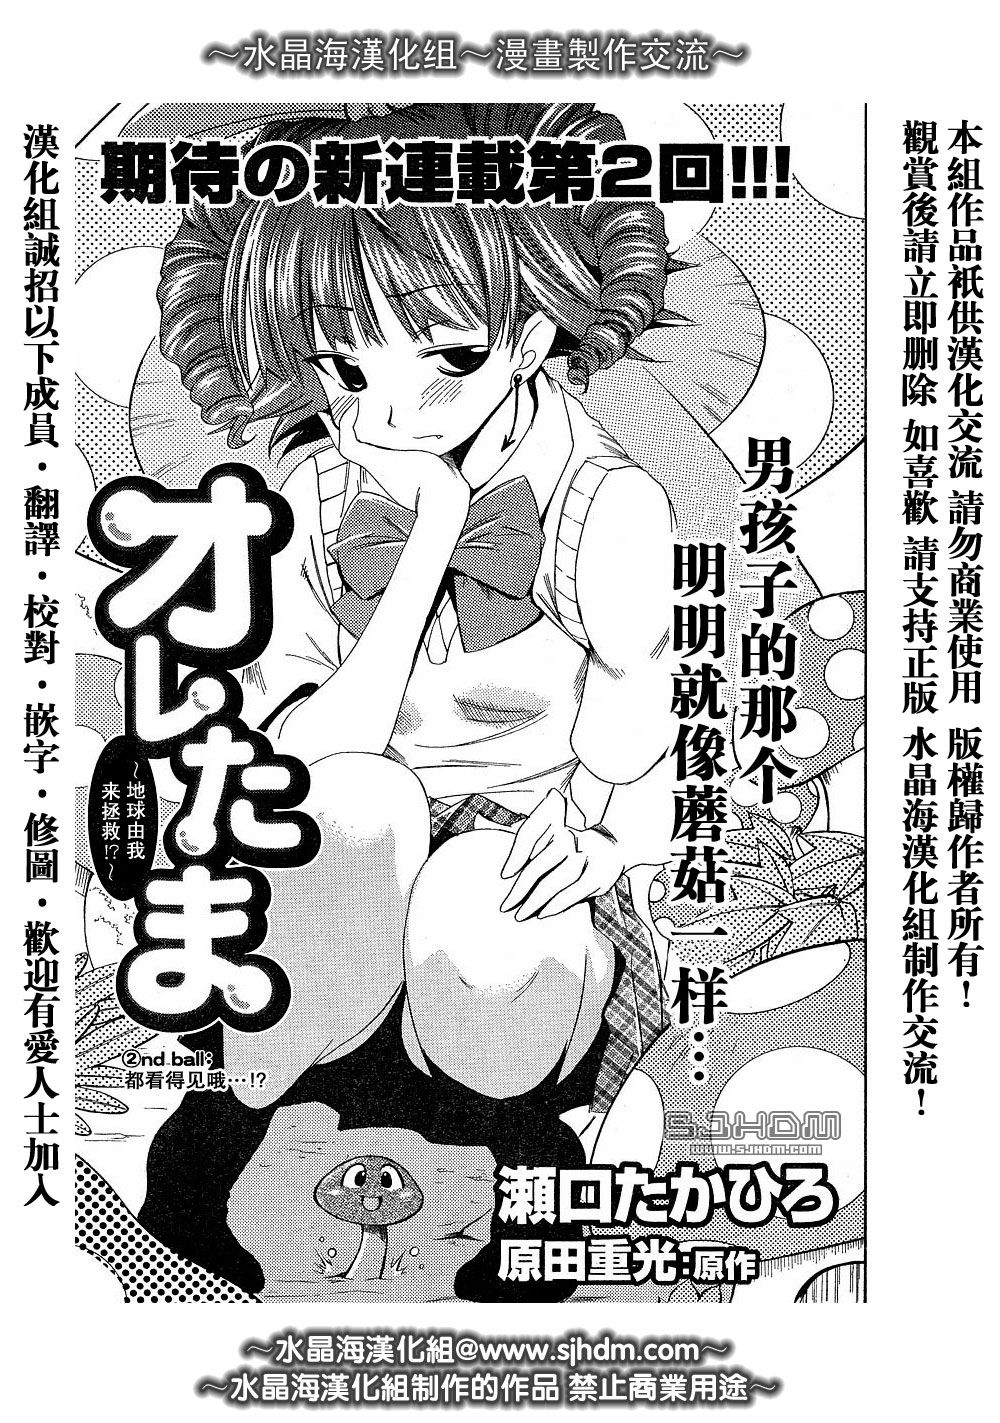 ～水晶海漢化组～漫畫製作交流～
本組作品衹供漢化交流 請勿商業使用 版權歸作者所有！
觀賞後請立即删除 如喜歡 請支持正版 水晶海漢化組制作交流！
期待の新連載第2回!!!
男孩子的那个
明明就像蘑菇一样…
オレたま
～地球由我
来拯救!?～
②nd ball:
都看得见哦…!?
SJHDM
WWW.SJHDM.COM
瀬口たかひろ
原田重光:原作
漢化組誠招以下成員・翻譯・校對・嵌字・修圖・歡迎有愛人士加入
～水晶海漢化組@www.sjhdm.com～
～水晶海漢化組制作的作品 禁止商業用途～